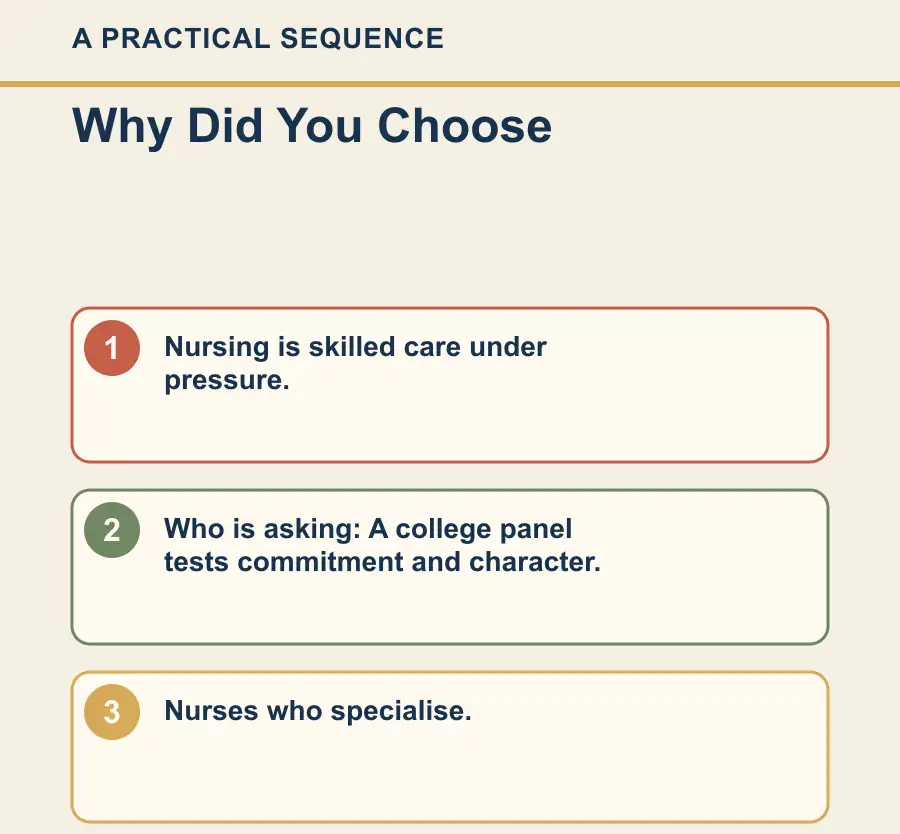 A PRACTICAL SEQUENCE
Why Did You Choose
1
Nursing is skilled care under
pressure.
2
Who is asking: A college panel
tests commitment and character.
3
Nurses who specialise.